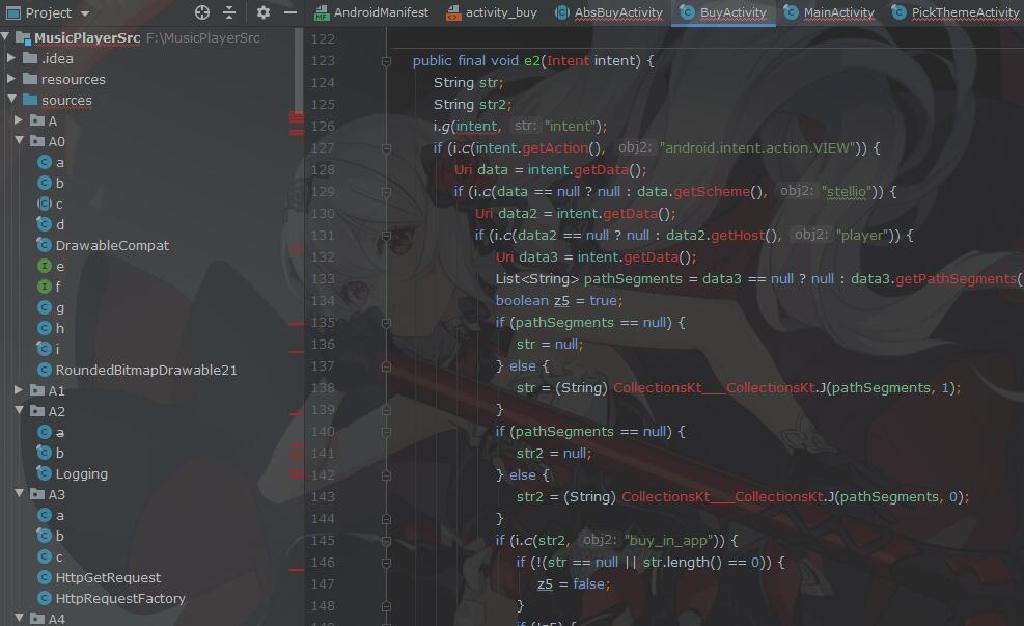 Project
AndroidManifest activity_buy AbsBuyActivity BuyActivity MainActivity PickThemeActivity
MusicPlayerSrc F:\MusicPlayerSrc
.idea
resources
sources
A
A0
a
b
c
d
DrawableCompat
e
f
g
h
i
RoundedBitmapDrawable21
A1
A2
a
b
Logging
A3
a
b
c
HttpGetRequest
HttpRequestFactory
A4
122
123 public final void e2(Intent intent) {
124 String str;
125 String str2;
126 i.g(intent, str: "intent");
127 if (i.c(intent.getAction(), obj2: "android.intent.action.VIEW")) {
128 Uri data = intent.getData();
129 if (i.c(data == null ? null : data.getScheme(), obj2: "stellio")) {
130 Uri data2 = intent.getData();
131 if (i.c(data2 == null ? null : data2.getHost(), obj2: "player")) {
132 Uri data3 = intent.getData();
133 List<String> pathSegments = data3 == null ? null : data3.getPathSegments(
134 boolean z5 = true;
135 if (pathSegments == null) {
136 str = null;
137 } else {
138 str = (String) CollectionsKt___CollectionsKt.J(pathSegments, 1);
139 }
140 if (pathSegments == null) {
141 str2 = null;
142 } else {
143 str2 = (String) CollectionsKt___CollectionsKt.J(pathSegments, 0);
144 }
145 if (i.c(str2, obj2: "buy_in_app")) {
146 if (!(str == null || str.length() == 0)) {
147 z5 = false;
148 }
149 if (!z5) {